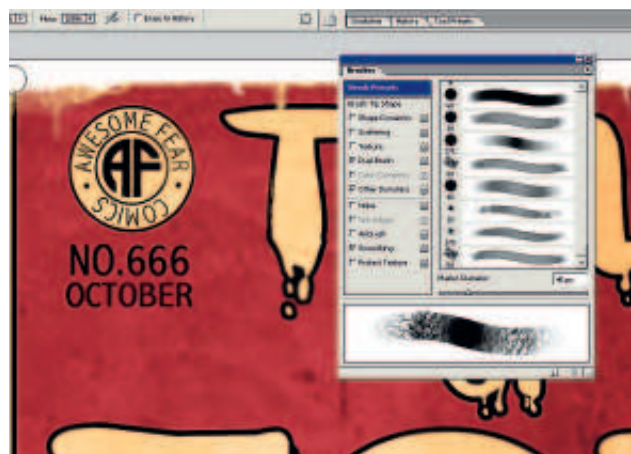 Brushes
Brush Presets
Brush Tip Shape
Shape Dynamics
Scattering
Texture
Dual Brush
Color Dynamics
Other Dynamics
Noise
Wet Edges
Airbrush
Smoothing
Protect Texture
Master Diameter
AWESOME FEAR
AF
COMICS
NO.666
OCTOBER